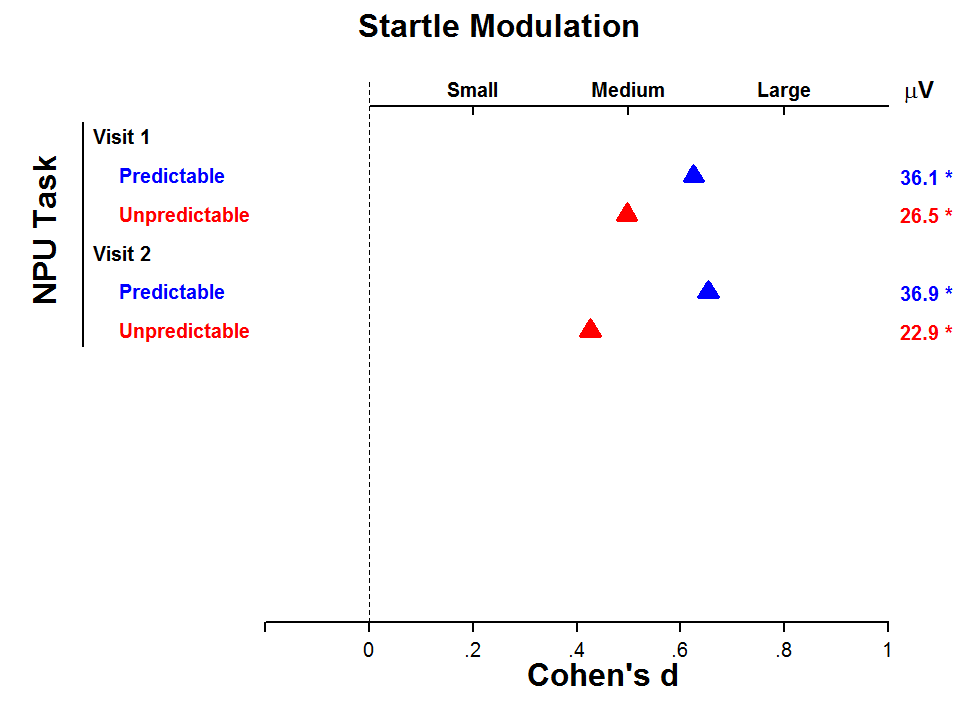 Startle Modulation
Small Medium Large μV
NPU Task
Visit 1
Predictable 36.1 *
Unpredictable 26.5 *
Visit 2
Predictable 36.9 *
Unpredictable 22.9 *
0 .2 .4 .6 .8 1
Cohen's d